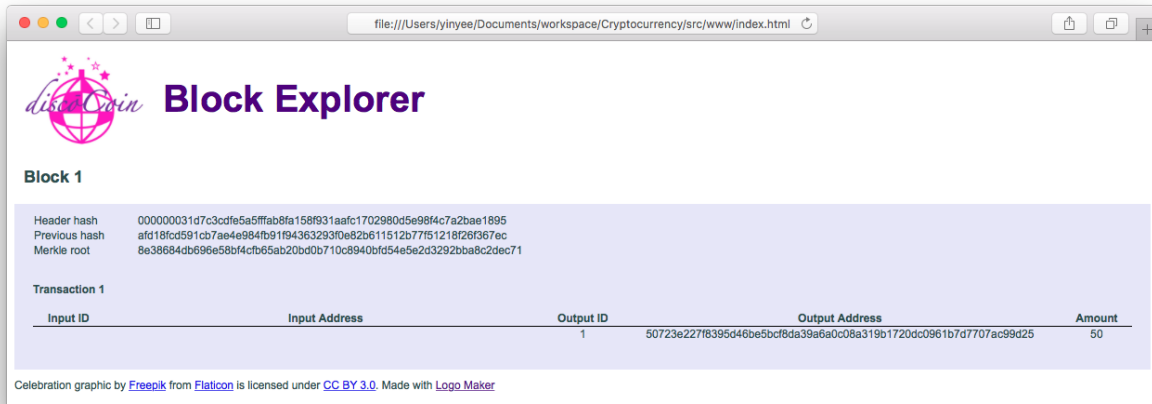 file:///Users/yinyee/Documents/workspace/Cryptocurrency/src/www/index.html
discoCoin
Block Explorer
Block 1
Header hash 000000031d7c3cdfe5a5fffab8fa158f931aafc1702980d5e98f4c7a2bae1895
Previous hash afd18fcd591cb7ae4e984fb91f94363293f0e82b611512b77f51218f26f367ec
Merkle root 8e38684db696e58bf4cfb65ab20bd0b710c8940bfd54e5e2d3292bba8c2dec71
Transaction 1
Input ID Input Address Output ID Output Address Amount
1 50723e227f8395d46be5bcf8da39a6a0c08a319b1720dc0961b7d7707ac99d25 50
Celebration graphic by Freepik from Flaticon is licensed under CC BY 3.0. Made with Logo Maker